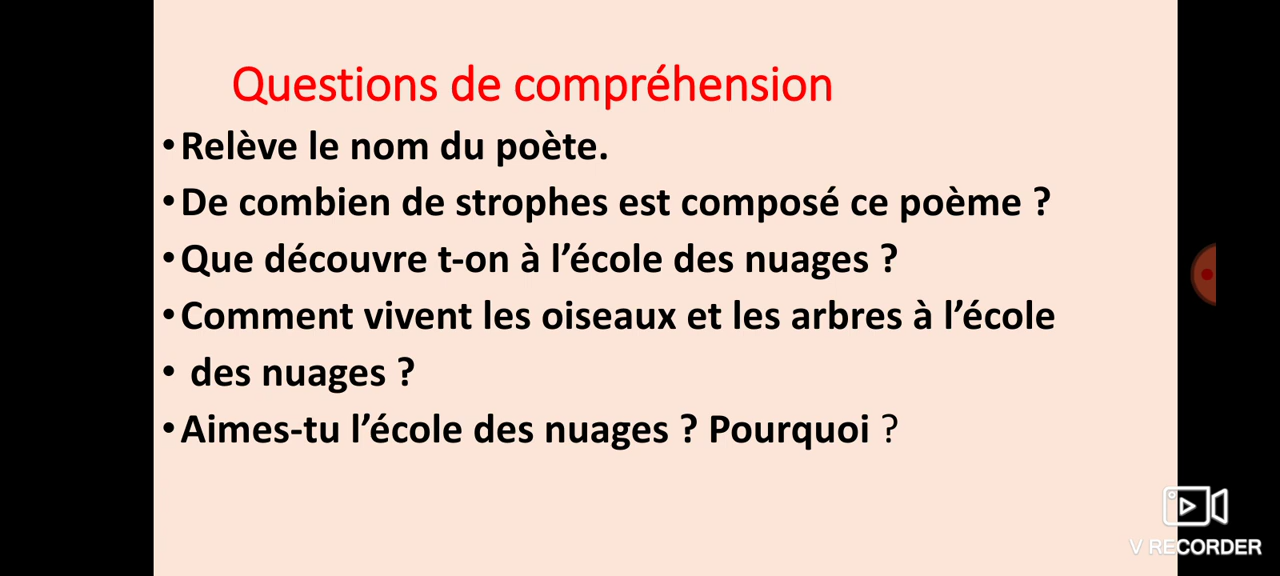 Questions de compréhension
•Relève le nom du poète.
•De combien de strophes est composé ce poème ?
•Que découvre t-on à l’école des nuages ?
•Comment vivent les oiseaux et les arbres à l’école
• des nuages ?
•Aimes-tu l’école des nuages ? Pourquoi ?
V RECORDER